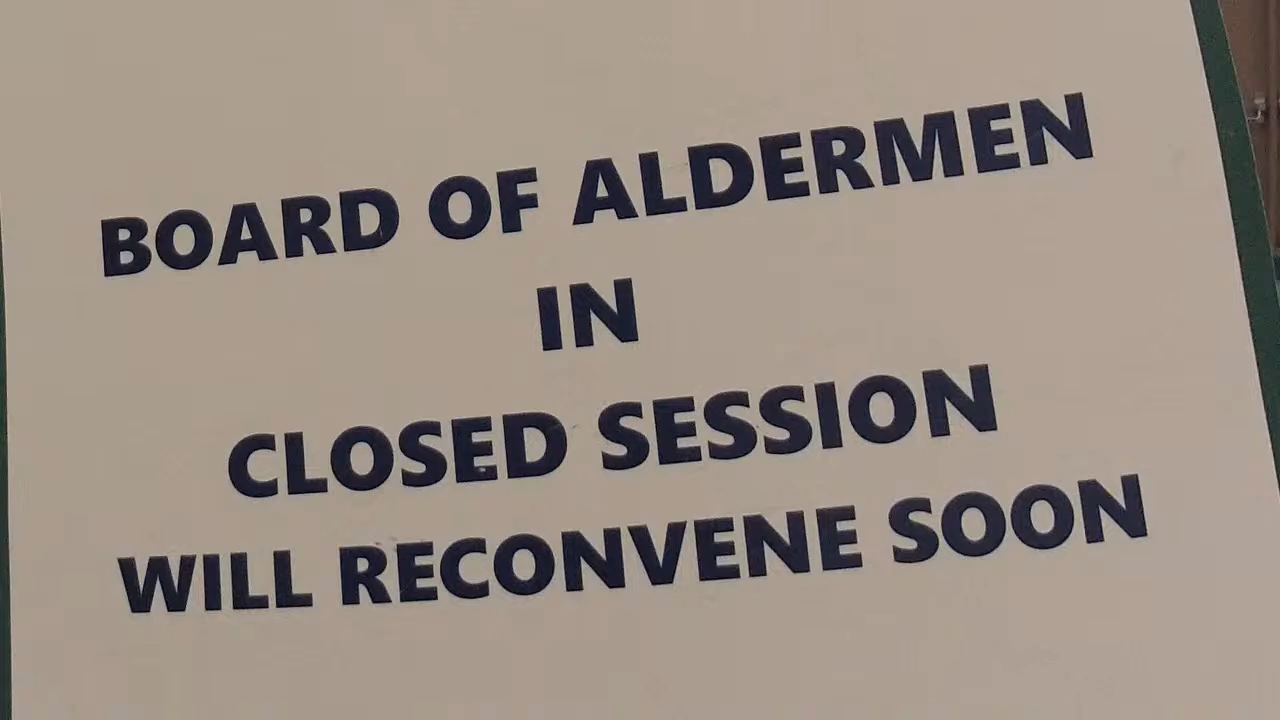 BOARD OF ALDERMEN
IN
CLOSED SESSION
WILL RECONVENE SOON